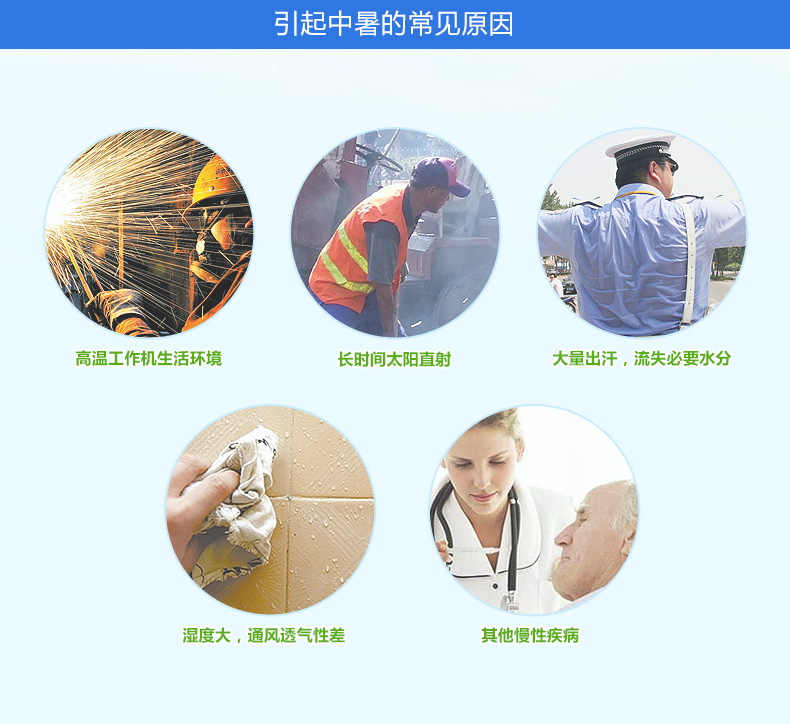 引起中暑的常见原因
高温工作机生活环境
长时间太阳直射
大量出汗，流失必要水分
湿度大，通风透气性差
其他慢性疾病